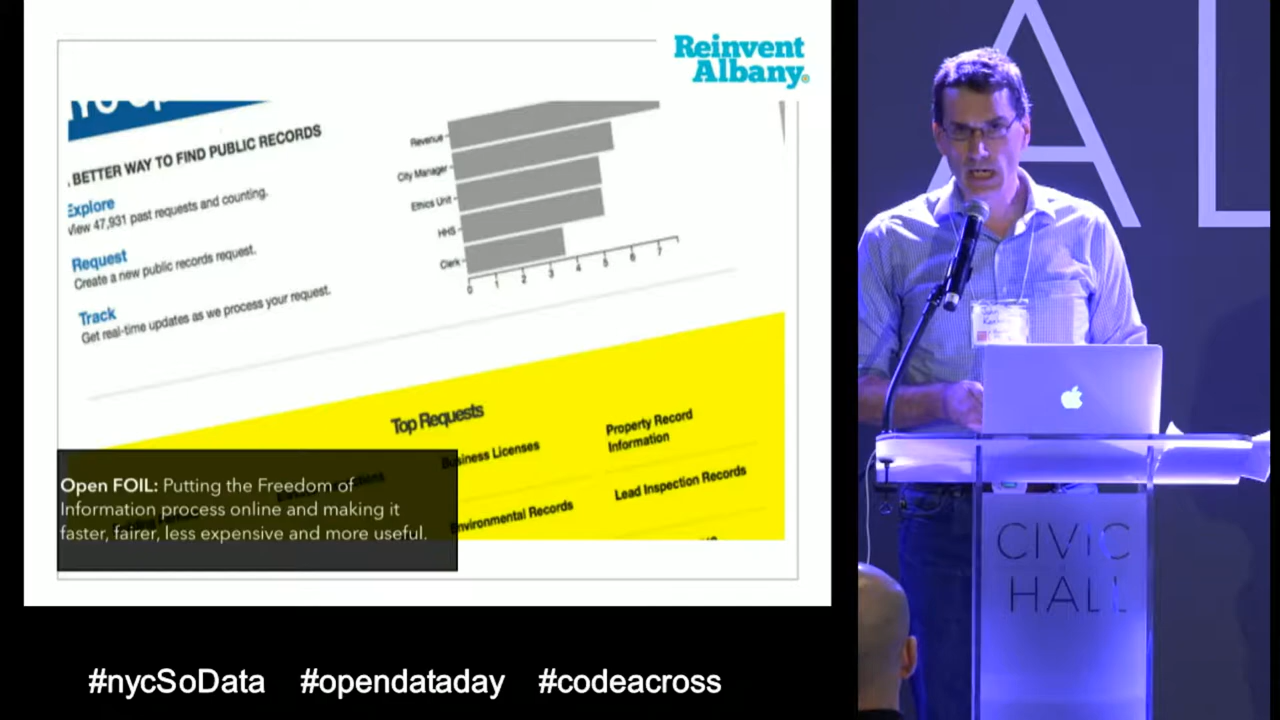 Reinvent
Albany
BETTER WAY TO FIND PUBLIC RECORDS
Explore
View 47,931 past requests and counting.
Request
Create a new public records request.
Track
Get real-time updates as we process your request.
Revenue
City Manager
Ethics Unit
HHS
Clerk
0 1 2 3 4 5 6 7
Top Requests
Business Licenses
Property Record
Information
Environmental Records
Lead Inspection Records
Open FOIL: Putting the Freedom of
Information process online and making it
faster, fairer, less expensive and more useful.
#nycSoData #opendataday #codeacross
John
CIVIC
HALL